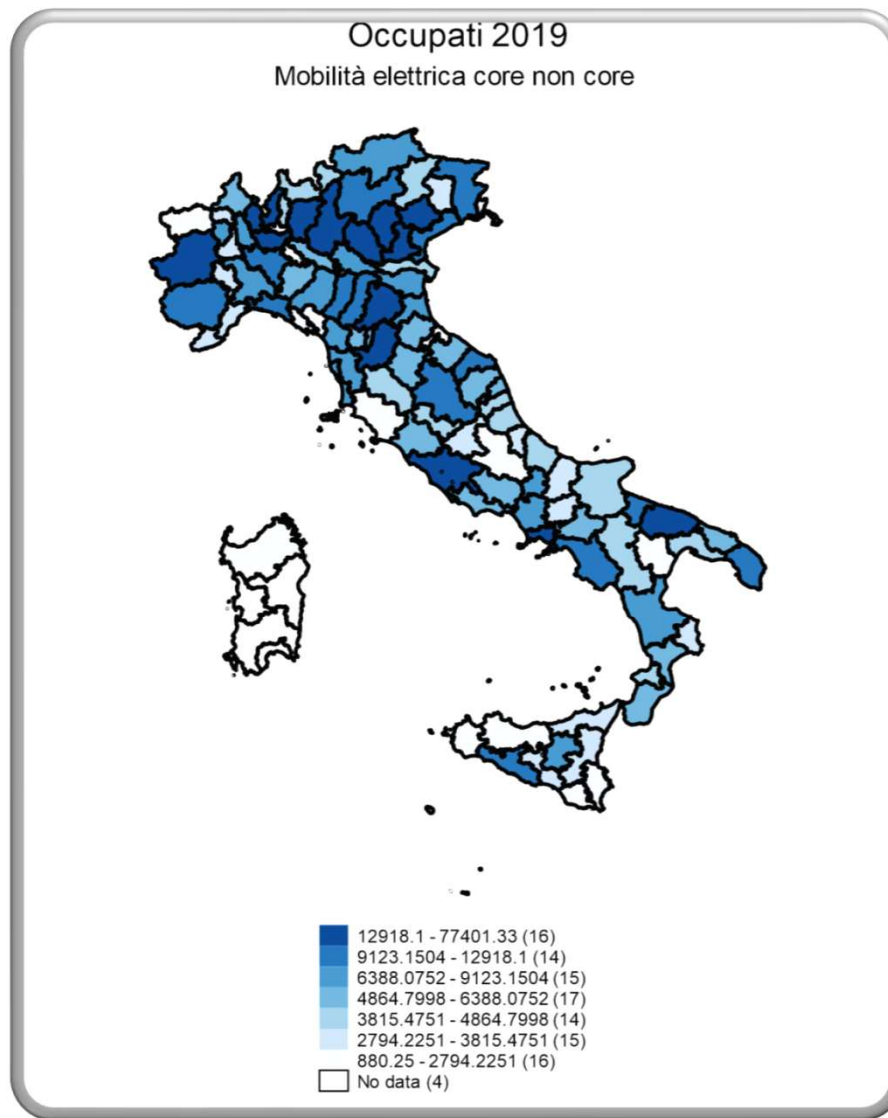 Occupati 2019
Mobilità elettrica core non core
12918.1 - 77401.33 (16)
9123.1504 - 12918.1 (14)
6388.0752 - 9123.1504 (15)
4864.7998 - 6388.0752 (17)
3815.4751 - 4864.7998 (14)
2794.2251 - 3815.4751 (15)
880.25 - 2794.2251 (16)
No data (4)